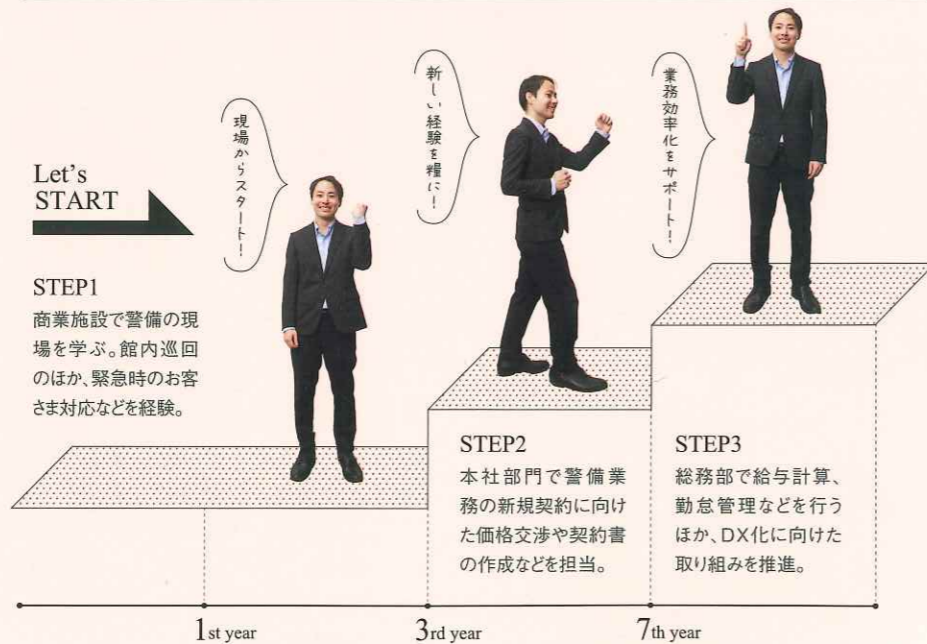 Let's
START
STEP1
商業施設で警備の現
場を学ぶ。館内巡回
のほか、緊急時のお客
さま対応などを経験。
現場からスタート!
新しい経験を糧に!
業務効率化をサポート!
STEP2
本社部門で警備業
務の新規契約に向け
た価格交渉や契約書
の作成などを担当。
STEP3
総務部で給与計算、
勤怠管理などを行う
ほか、DX化に向けた
取り組みを推進。
1st year
3rd year
7th year